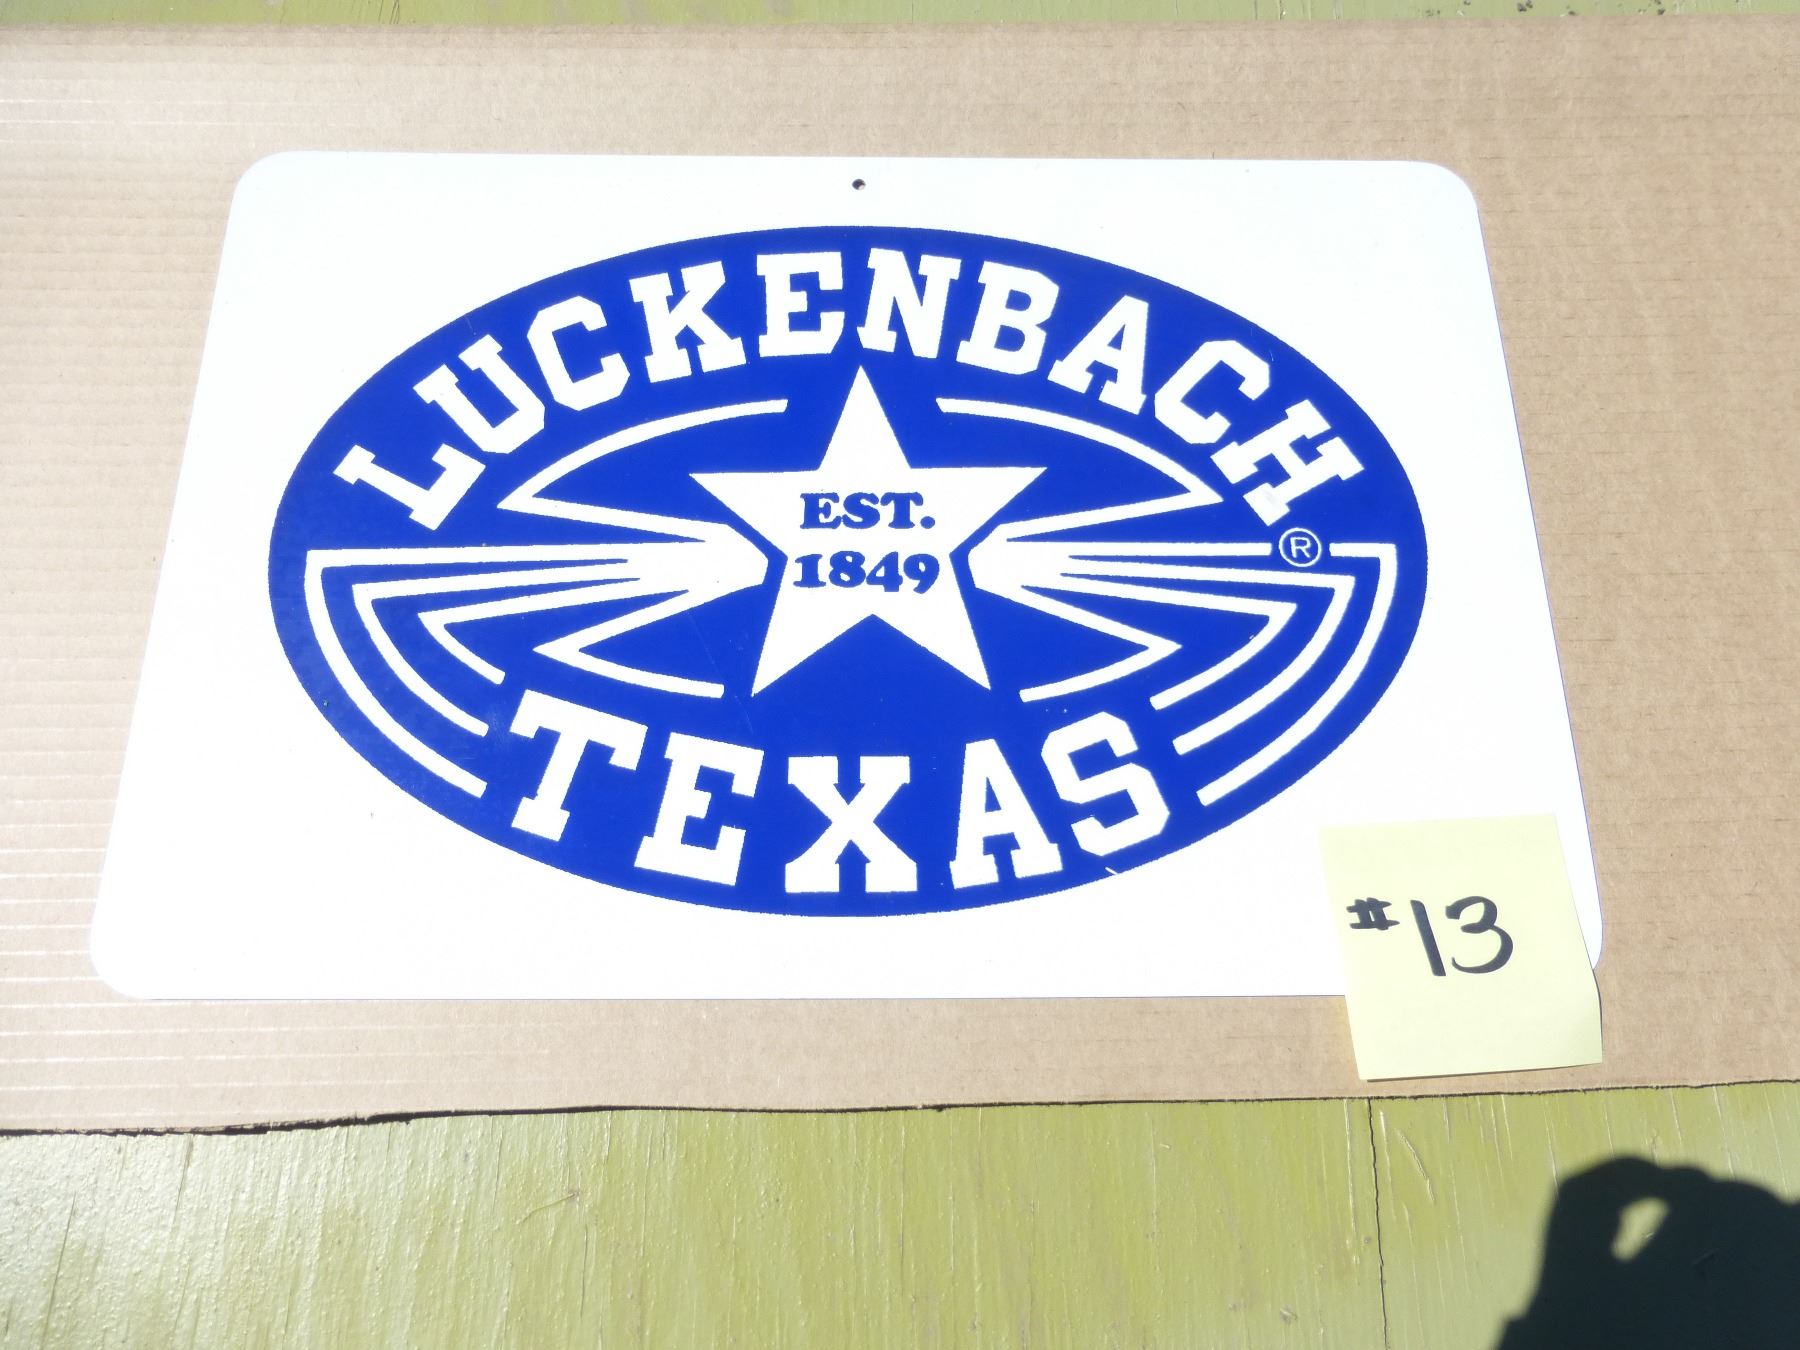 LUCKENBACH
EST.
1849
®
TEXAS
#13